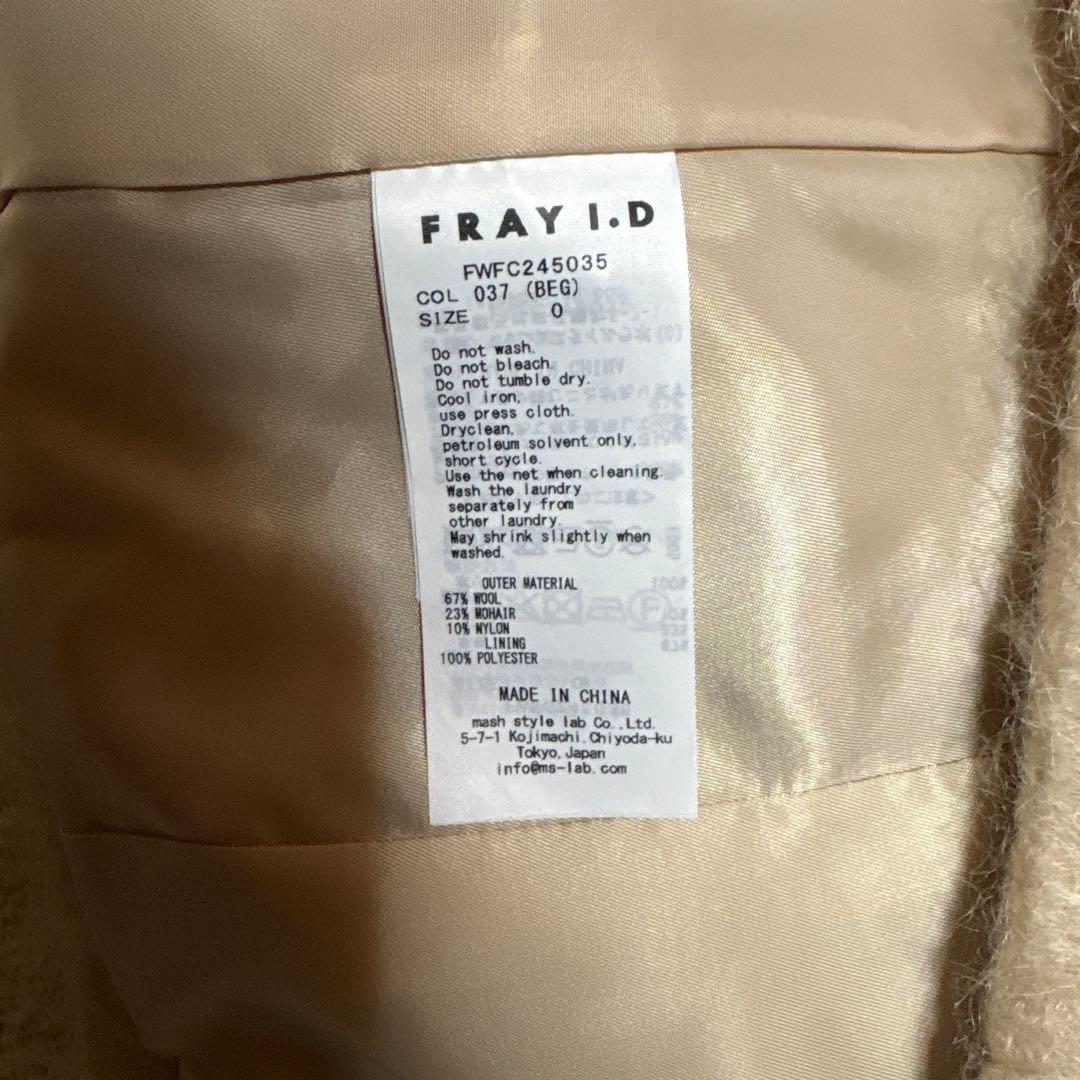 FRAY I.D
FWFC245035
COL 037 (BEG)
SIZE 0
Do not wash.
Do not bleach.
Do not tumble dry.
Cool iron,
use press cloth.
Dryclean,
petroleum solvent only,
short cycle.
Use the net when cleaning.
Wash the laundry
separately from
other laundry.
May shrink slightly when
washed.
OUTER MATERIAL
67% WOOL
23% MOHAIR
10% NYLON
LINING
100% POLYESTER
MADE IN CHINA
mash style lab Co.,Ltd.
5-7-1 Kojimachi,Chiyoda-ku
Tokyo,Japan
info@ms-lab.com